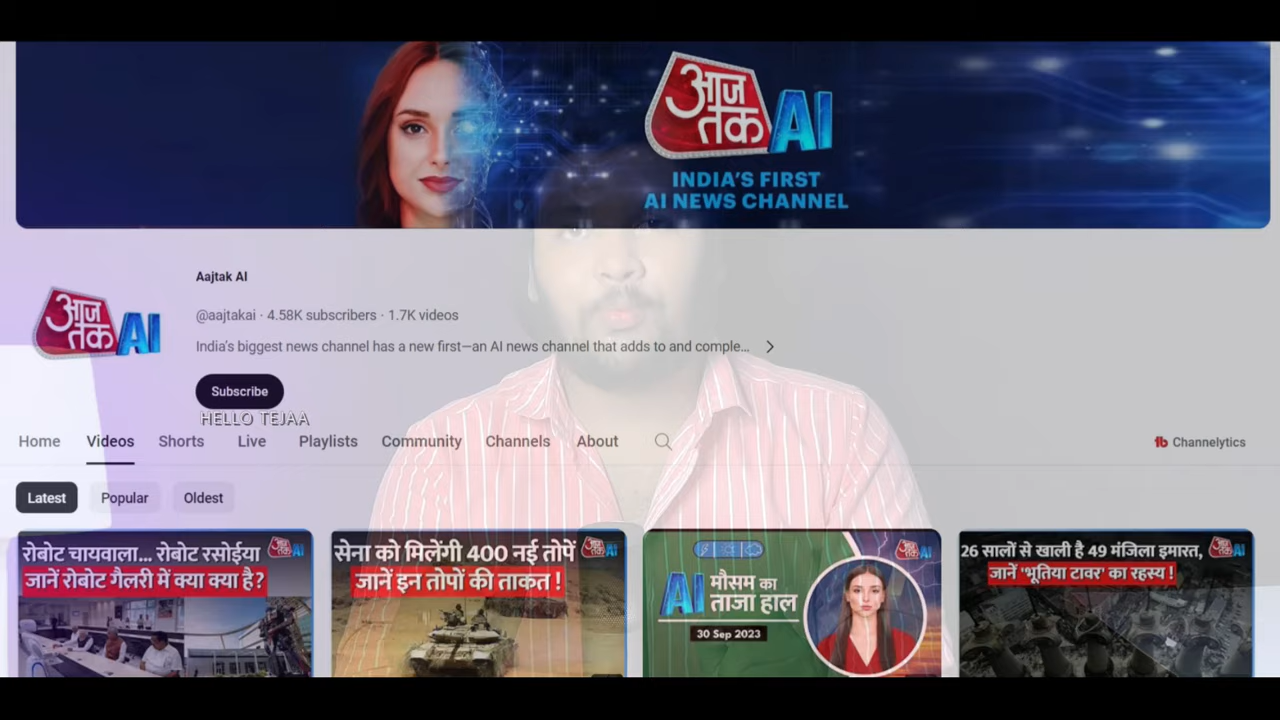 आज
तक AI
INDIA'S FIRST
AI NEWS CHANNEL
Aajtak AI
@aajtakai · 4.58K subscribers · 1.7K videos
India's biggest news channel has a new first—an AI news channel that adds to and comple...
आज
तक AI
Subscribe
HELLO TEJAA
Home Videos Shorts Live Playlists Community Channels About
Channelytics
Latest Popular Oldest
रोबोट चायवाला... रोबोट रसोईया
जानें रोबोट गैलरी में क्या क्या है?
सेना को मिलेंगी 400 नई तोपें
जानें इन तोपों की ताकत !
AI मौसम का
ताजा हाल
30 Sep 2023
26 सालों से खाली है 49 मंजिला इमारत,
जानें 'भूतिया टावर' का रहस्य !